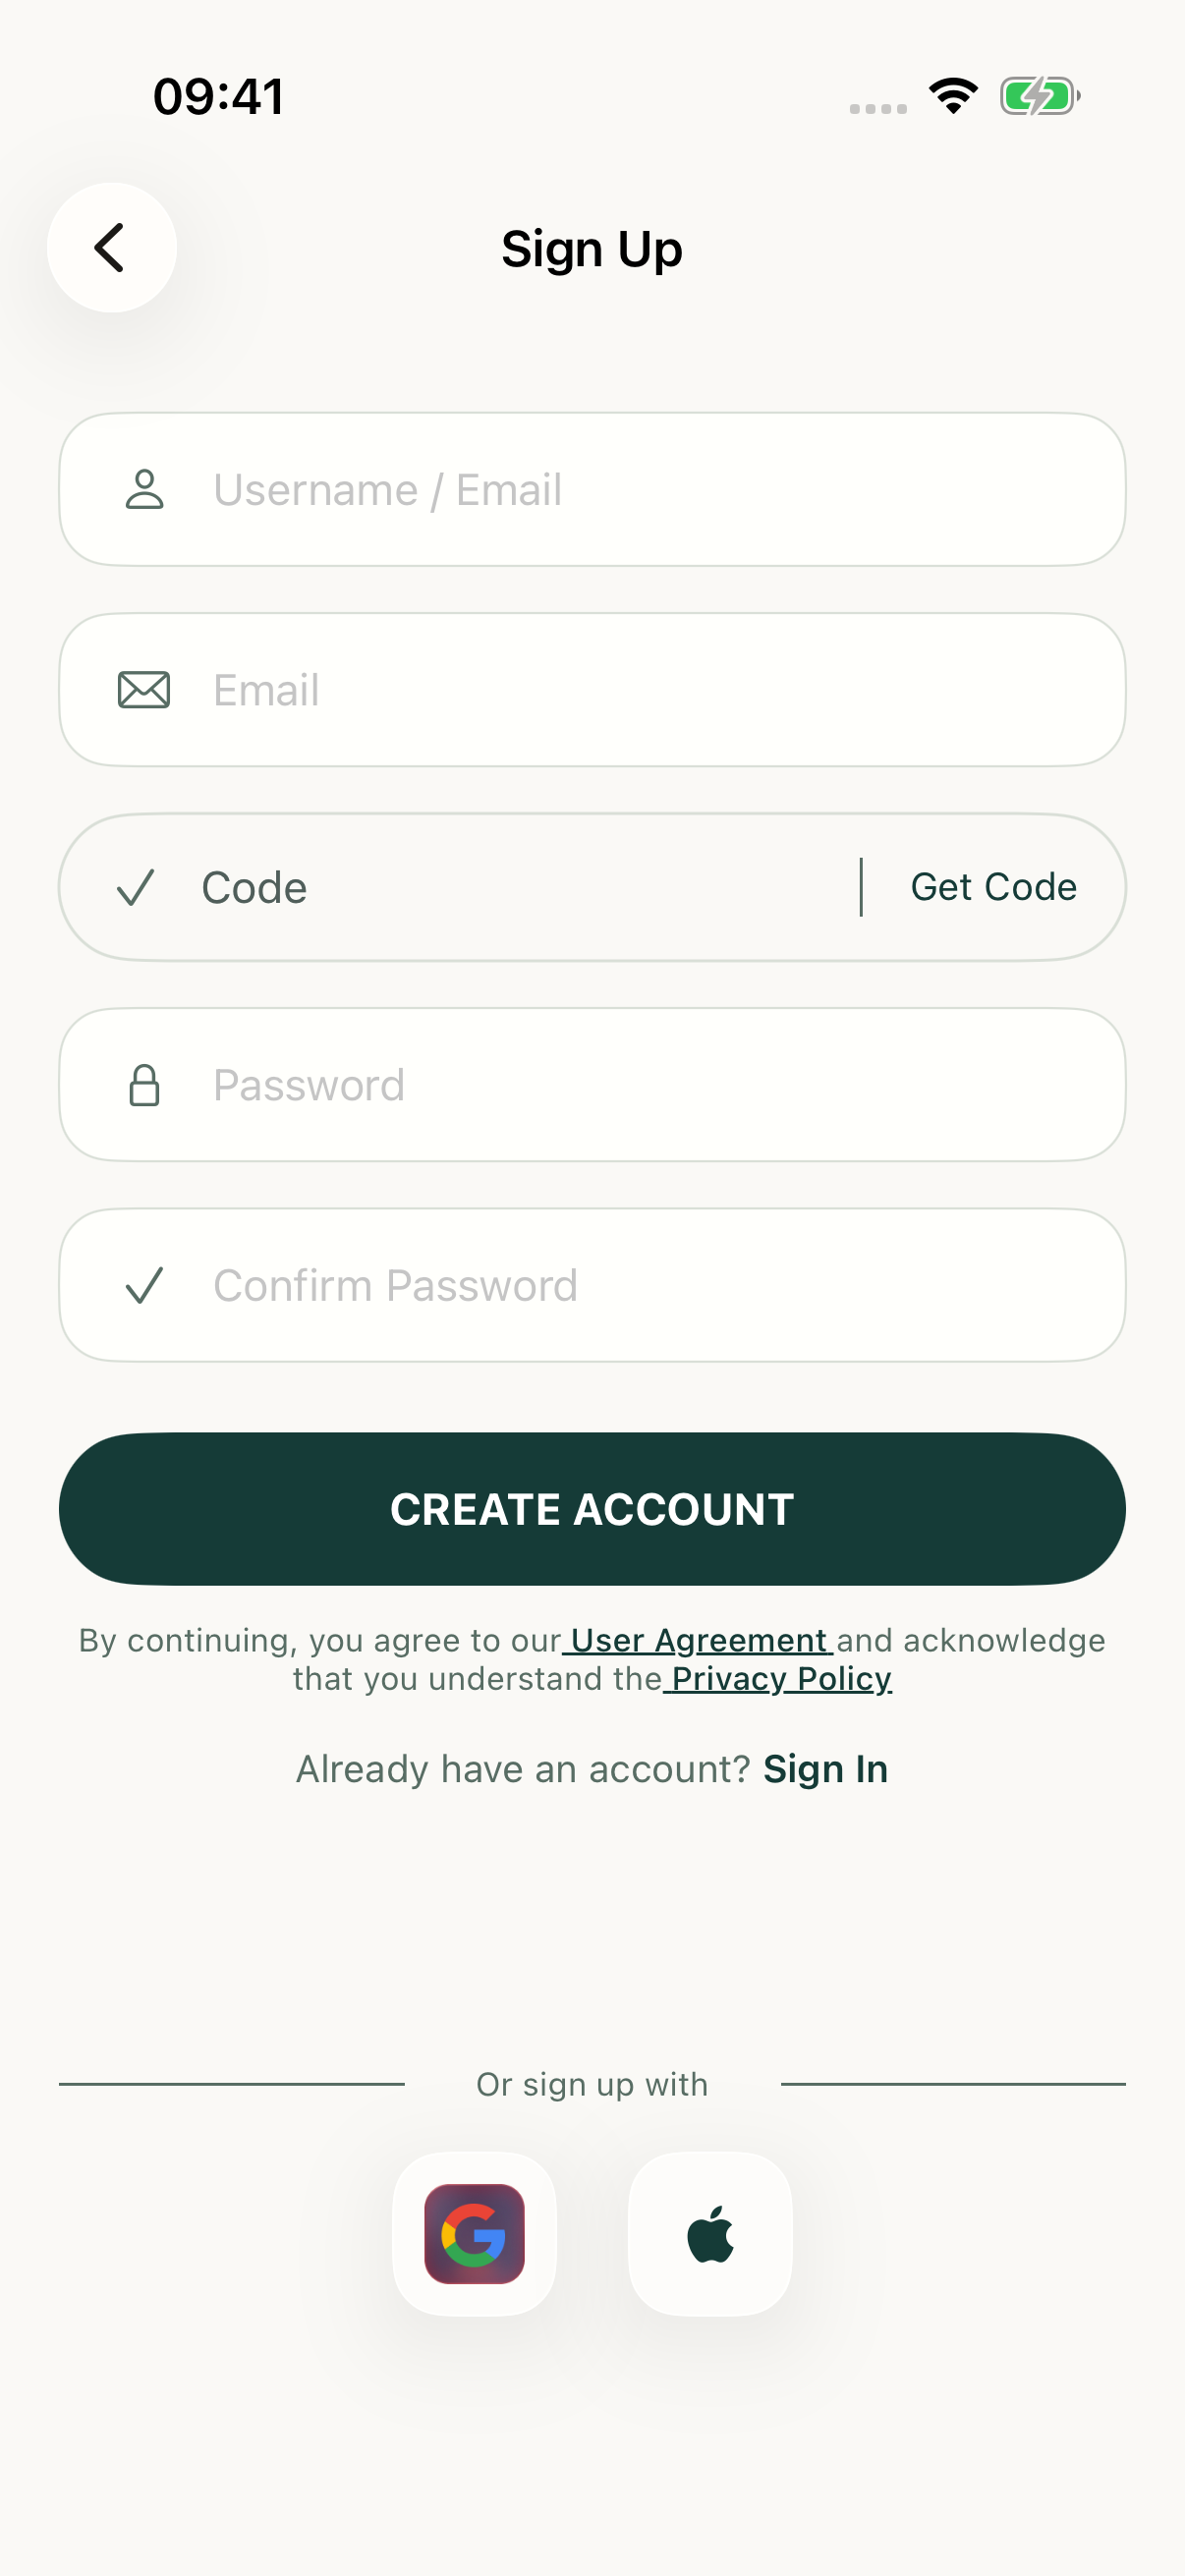 09:41
Sign Up
Username / Email
Email
Code
Get Code
Password
Confirm Password
CREATE ACCOUNT
By continuing, you agree to our User Agreement and acknowledge
that you understand the Privacy Policy
Already have an account? Sign In
Or sign up with